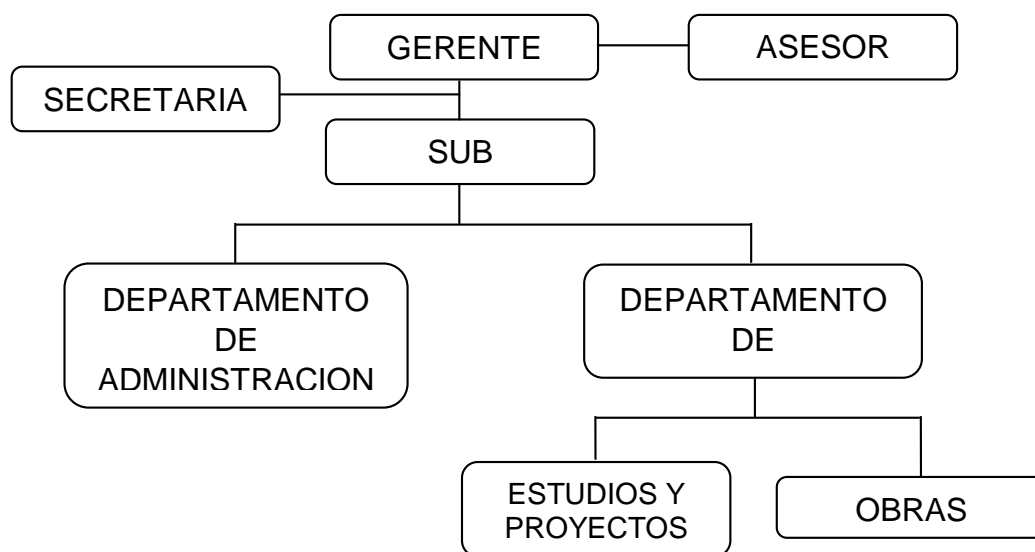 GERENTE
ASESOR
SECRETARIA
SUB
DEPARTAMENTO
DE
ADMINISTRACION
DEPARTAMENTO
DE
ESTUDIOS Y
PROYECTOS
OBRAS